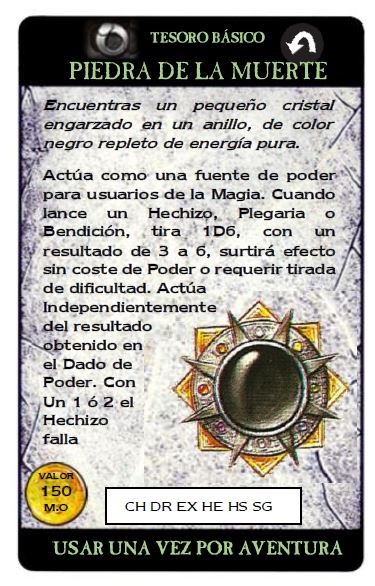 TESORO BÁSICO
PIEDRA DE LA MUERTE
Encuentras un pequeño cristal
engarzado en un anillo, de color
negro repleto de energía pura.
Actúa como una fuente de poder
para usuarios de la Magia. Cuando
lance un Hechizo, Plegaria o
Bendición, tira 1D6, con un
resultado de 3 a 6, surtirá efecto
sin coste de Poder o requerir tirada
de dificultad. Actúa
Independientemente
del resultado
obtenido en
el Dado de
Poder. Con
Un 1 ó 2 el
Hechizo
falla
VALOR
150
M.O
CH DR EX HE HS SG
USAR UNA VEZ POR AVENTURA